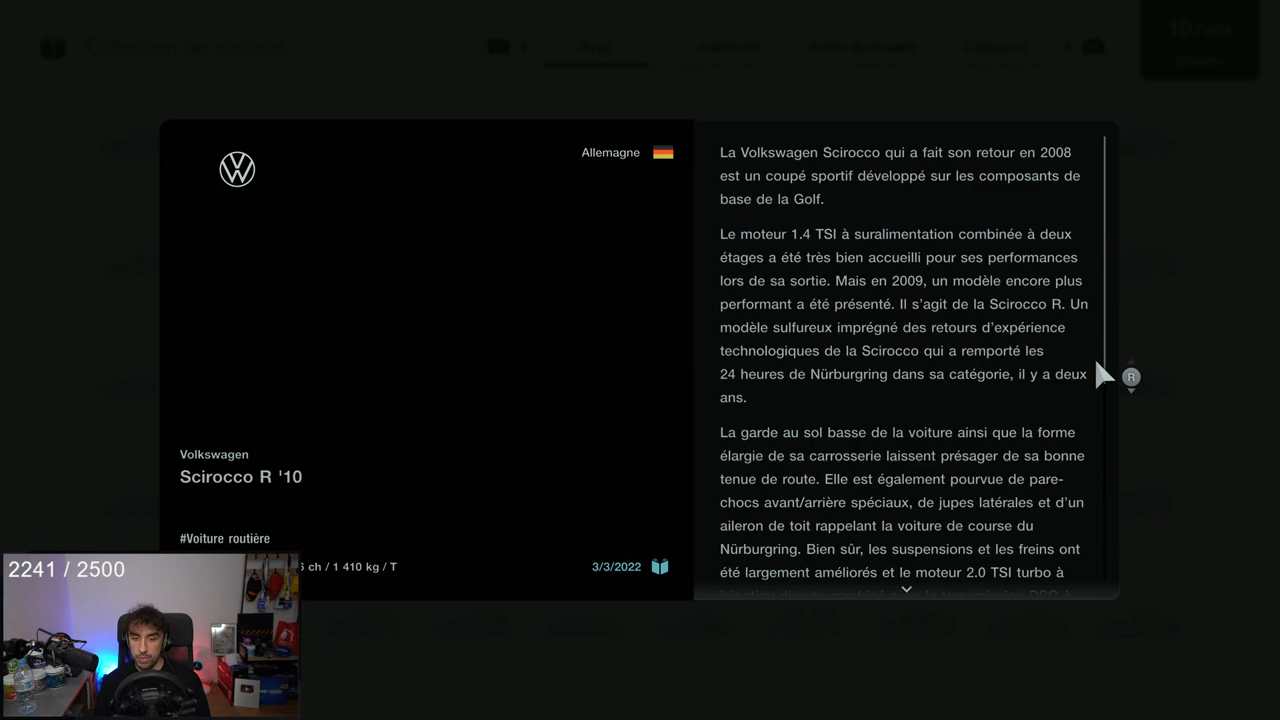 Collection de voitures
Pays
10 / 424
Allemagne
La Volkswagen Scirocco qui a fait son retour en 2008
est un coupé sportif développé sur les composants de
base de la Golf.
Le moteur 1.4 TSI à suralimentation combinée à deux
étages a été très bien accueilli pour ses performances
lors de sa sortie. Mais en 2009, un modèle encore plus
performant a été présenté. Il s’agit de la Scirocco R. Un
modèle sulfureux imprégné des retours d’expérience
technologiques de la Scirocco qui a remporté les
24 heures de Nürburgring dans sa catégorie, il y a deux
ans.
La garde au sol basse de la voiture ainsi que la forme
élargie de sa carrosserie laissent présager de sa bonne
tenue de route. Elle est également pourvue de pare-
chocs avant/arrière spéciaux, de jupes latérales et d’un
aileron de toit rappelant la voiture de course du
Nürburgring. Bien sûr, les suspensions et les freins ont
été largement améliorés et le moteur 2.0 TSI turbo à
R
Volkswagen
Scirocco R '10
#Voiture routière
6 ch / 1 410 kg / T
3/3/2022
2241 / 2500